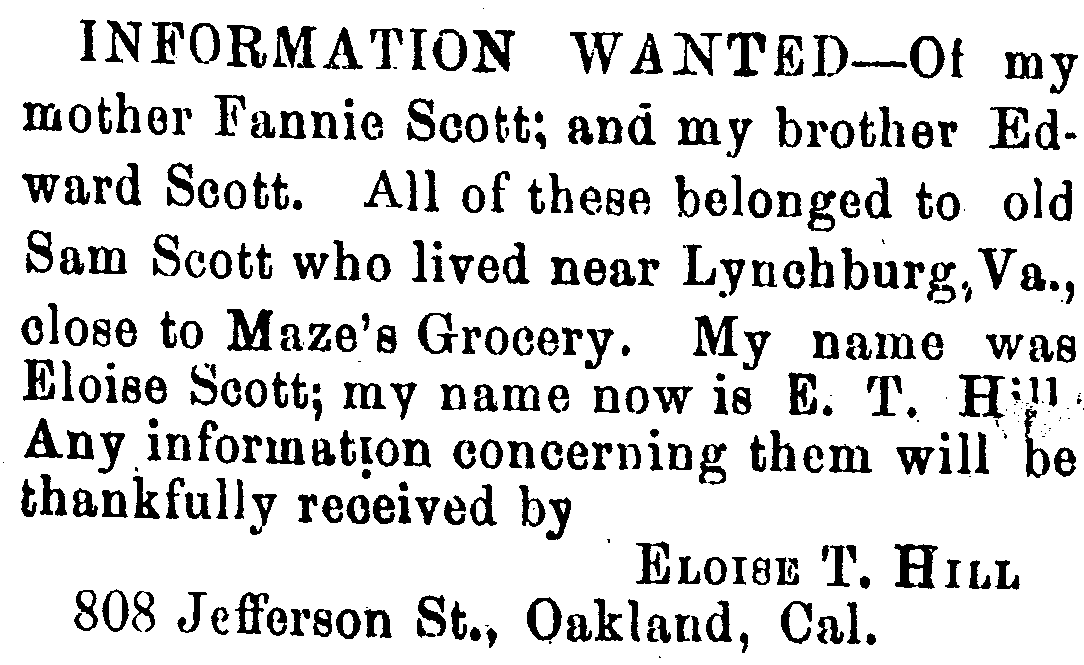 INFORMATION WANTED—Of my
mother Fannie Scott; and my brother Ed-
ward Scott. All of these belonged to old
Sam Scott who lived near Lynchburg, Va.,
close to Maze's Grocery. My name was
Eloise Scott; my name now is E. T. Hill.
Any information concerning them will be
thankfully received by
ELOISE T. HILL
808 Jefferson St., Oakland, Cal.